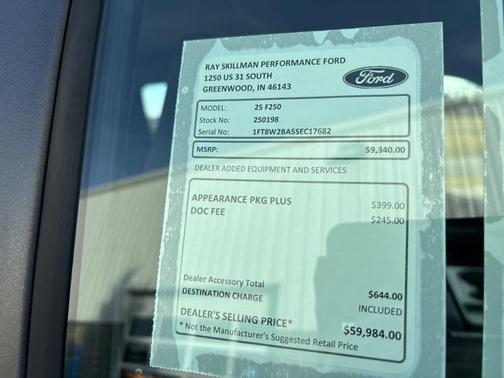 RAY SKILLMAN PERFORMANCE FORD
1250 US 31 SOUTH
GREENWOOD, IN 46143
Ford
MODEL: 25 F250
Stock No: 250198
Serial No: 1FT8W2BA5SEC17682
MSRP: 59,340.00
DEALER ADDED EQUIPMENT AND SERVICES
APPEARANCE PKG PLUS $399.00
DOC FEE $245.00
Dealer Accessory Total $644.00
DESTINATION CHARGE INCLUDED
DEALER'S SELLING PRICE* $59,984.00
* Not the Manufacturer's Suggested Retail Price